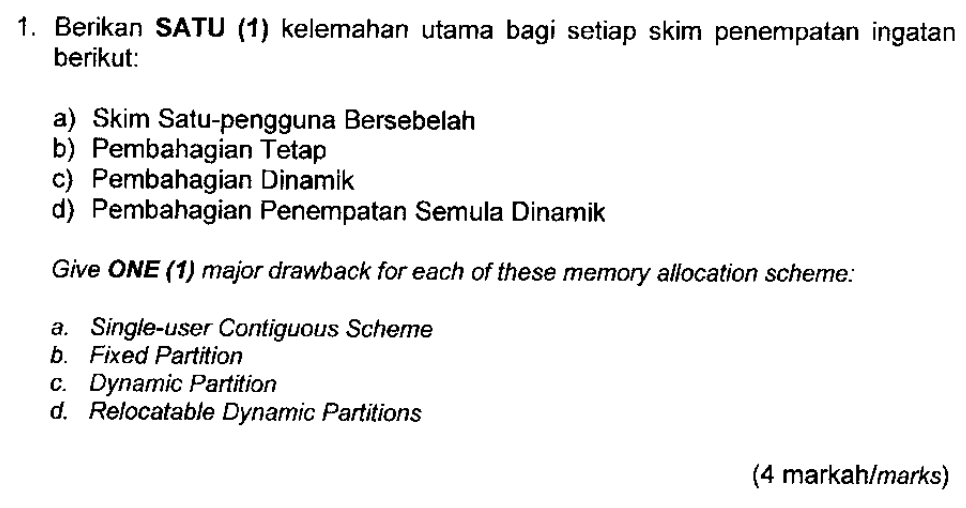 1. Berikan SATU (1) kelemahan utama bagi setiap skim penempatan ingatan
berikut:
a) Skim Satu-pengguna Bersebelah
b) Pembahagian Tetap
c) Pembahagian Dinamik
d) Pembahagian Penempatan Semula Dinamik
Give ONE (1) major drawback for each of these memory allocation scheme:
a. Single-user Contiguous Scheme
b. Fixed Partition
c. Dynamic Partition
d. Relocatable Dynamic Partitions
(4 markah/marks)